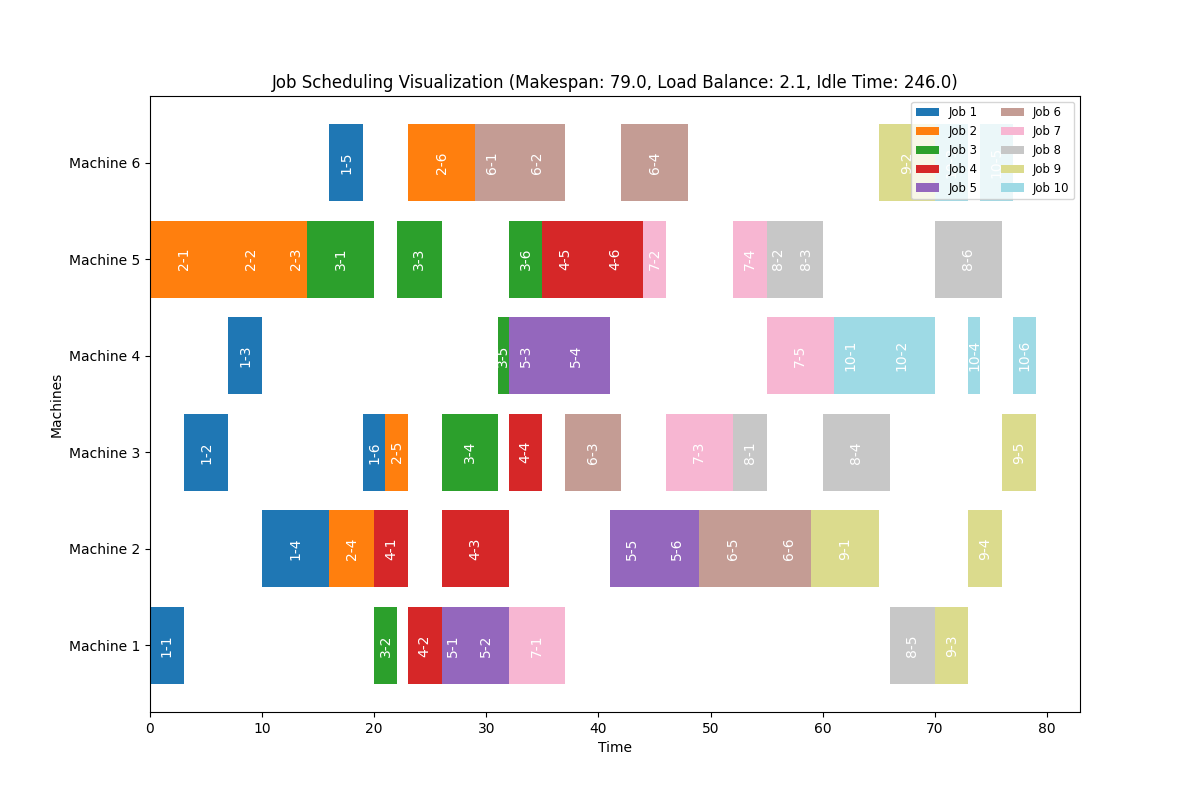 Job Scheduling Visualization (Makespan: 79.0, Load Balance: 2.1, Idle Time: 246.0)
Job 1 Job 6
Job 2 Job 7
Job 3 Job 8
Job 4 Job 9
Job 5 Job 10
Machine 6 1-5 2-6 6-1 6-2 6-4 9-2
Machine 5 2-1 2-2 2-3 3-1 3-3 3-6 4-5 4-6 7-2 7-4 8-2 8-3 8-6
Machine 4 1-3 3-5 5-3 5-4 7-5 10-1 10-2 10-4 10-6
Machine 3 1-2 1-6 2-5 3-4 4-4 6-3 7-3 8-1 8-4 9-5
Machine 2 1-4 2-4 4-1 4-3 5-5 5-6 6-5 6-6 9-1 9-4
Machine 1 1-1 3-2 4-2 5-1 5-2 7-1 8-5 9-3
Machines
0 10 20 30 40 50 60 70 80
Time